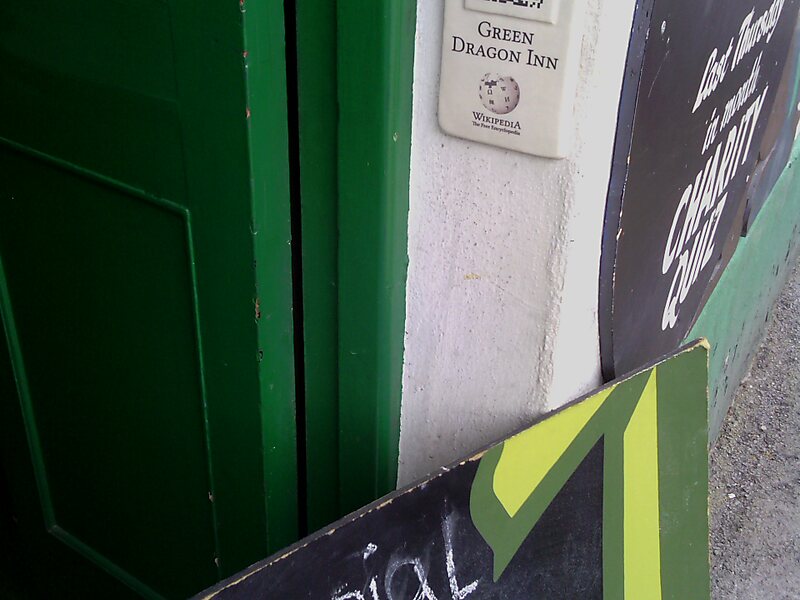 GREEN
DRAGON INN
WIKIPEDIA
The Free Encyclopedia
Last Thursday
in month
CHARITY
QUIZ